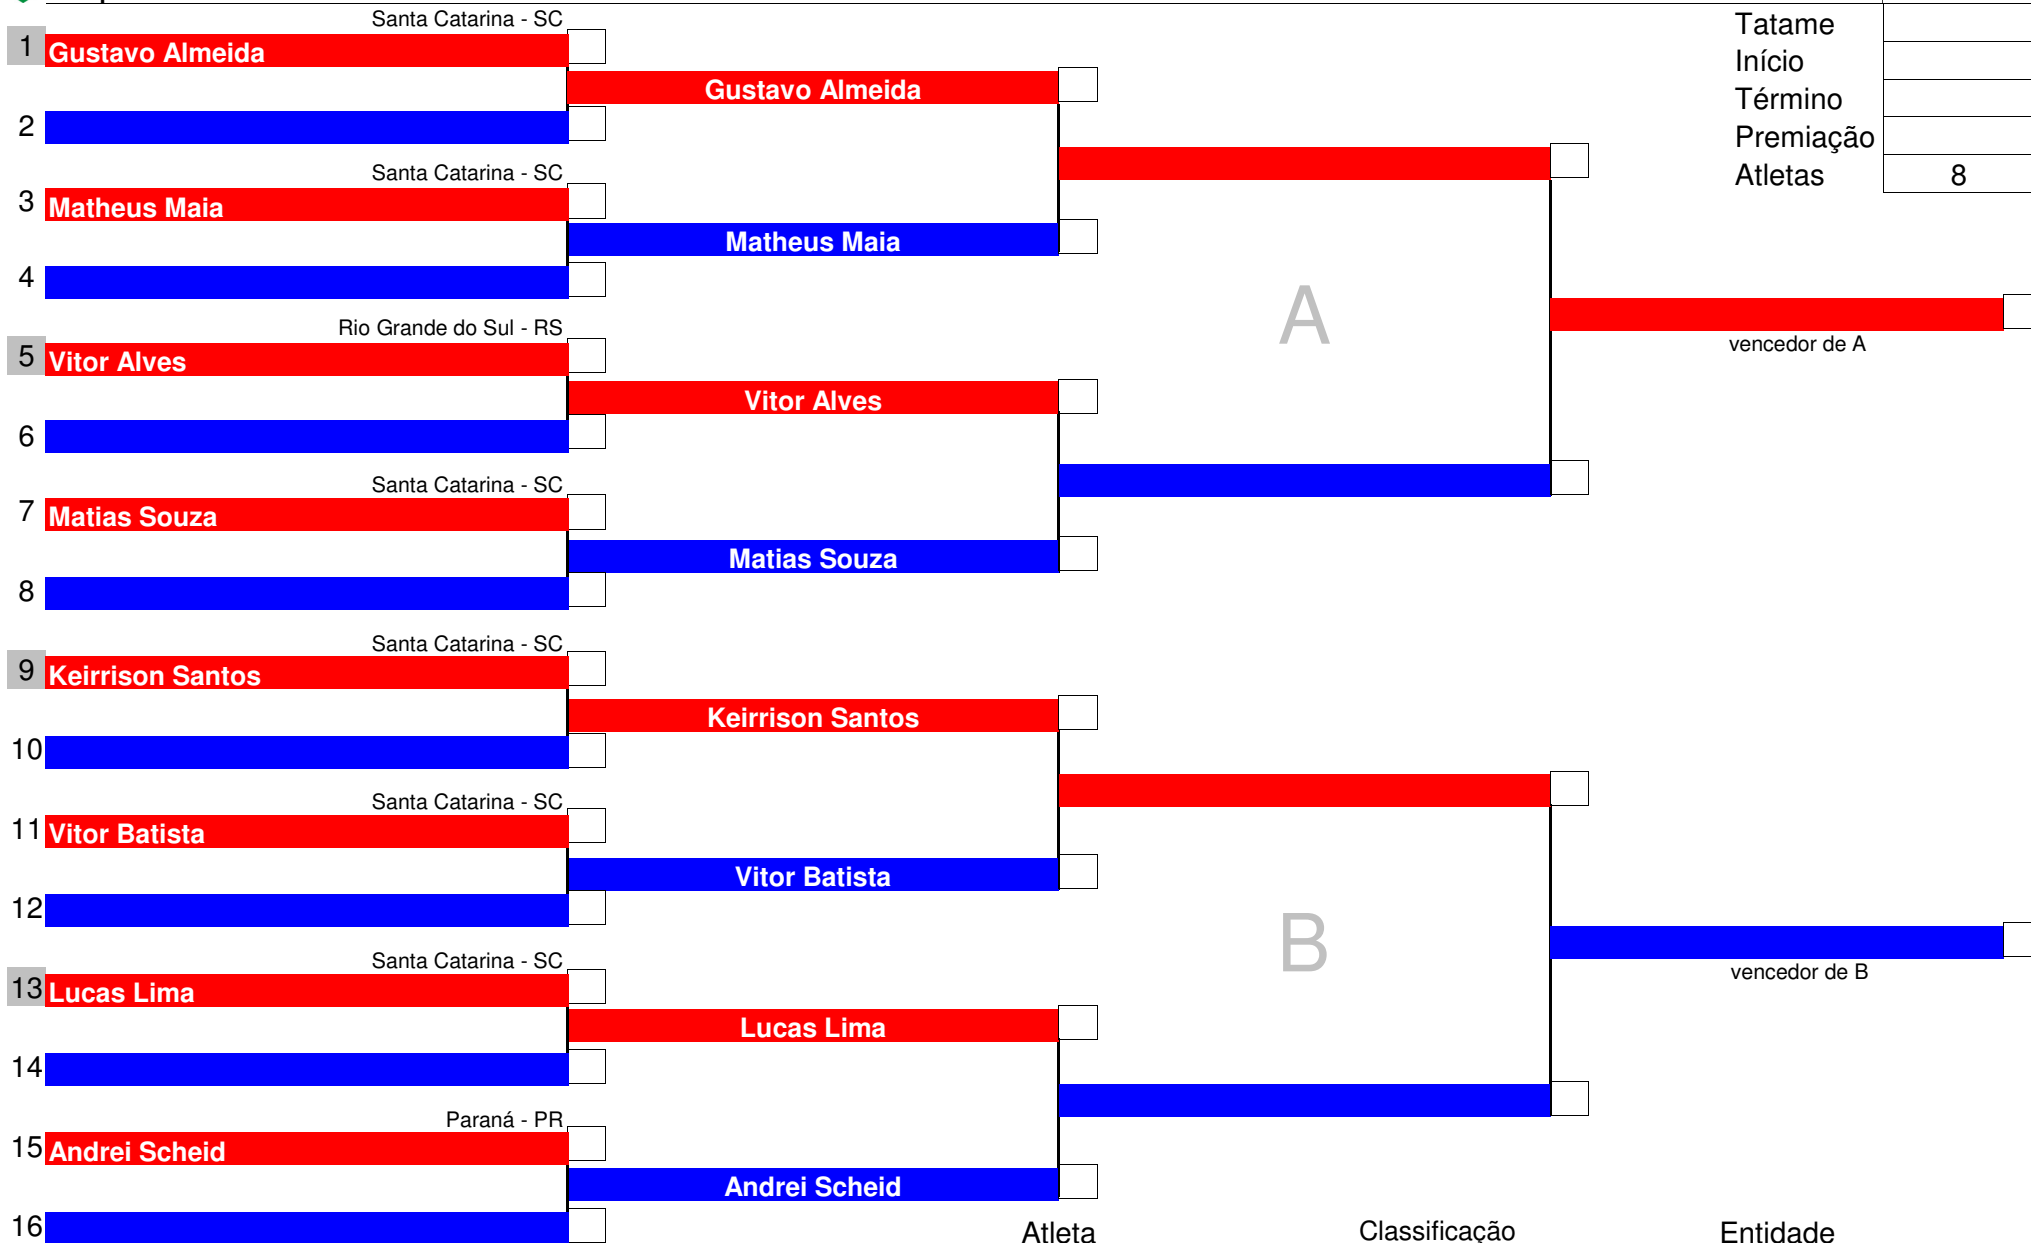 Santa Catarina - SC
1 Gustavo Almeida
Gustavo Almeida
2
Santa Catarina - SC
3 Matheus Maia
Matheus Maia
4
Rio Grande do Sul - RS
5 Vitor Alves
Vitor Alves
6
Santa Catarina - SC
7 Matias Souza
Matias Souza
8
Santa Catarina - SC
9 Keirrison Santos
Keirrison Santos
10
Santa Catarina - SC
11 Vitor Batista
Vitor Batista
12
Santa Catarina - SC
13 Lucas Lima
Lucas Lima
14
Paraná - PR
15 Andrei Scheid
Andrei Scheid
16
A
B
vencedor de A
vencedor de B
Tatame
Início
Término
Premiação
Atletas 8
Atleta Classificação Entidade